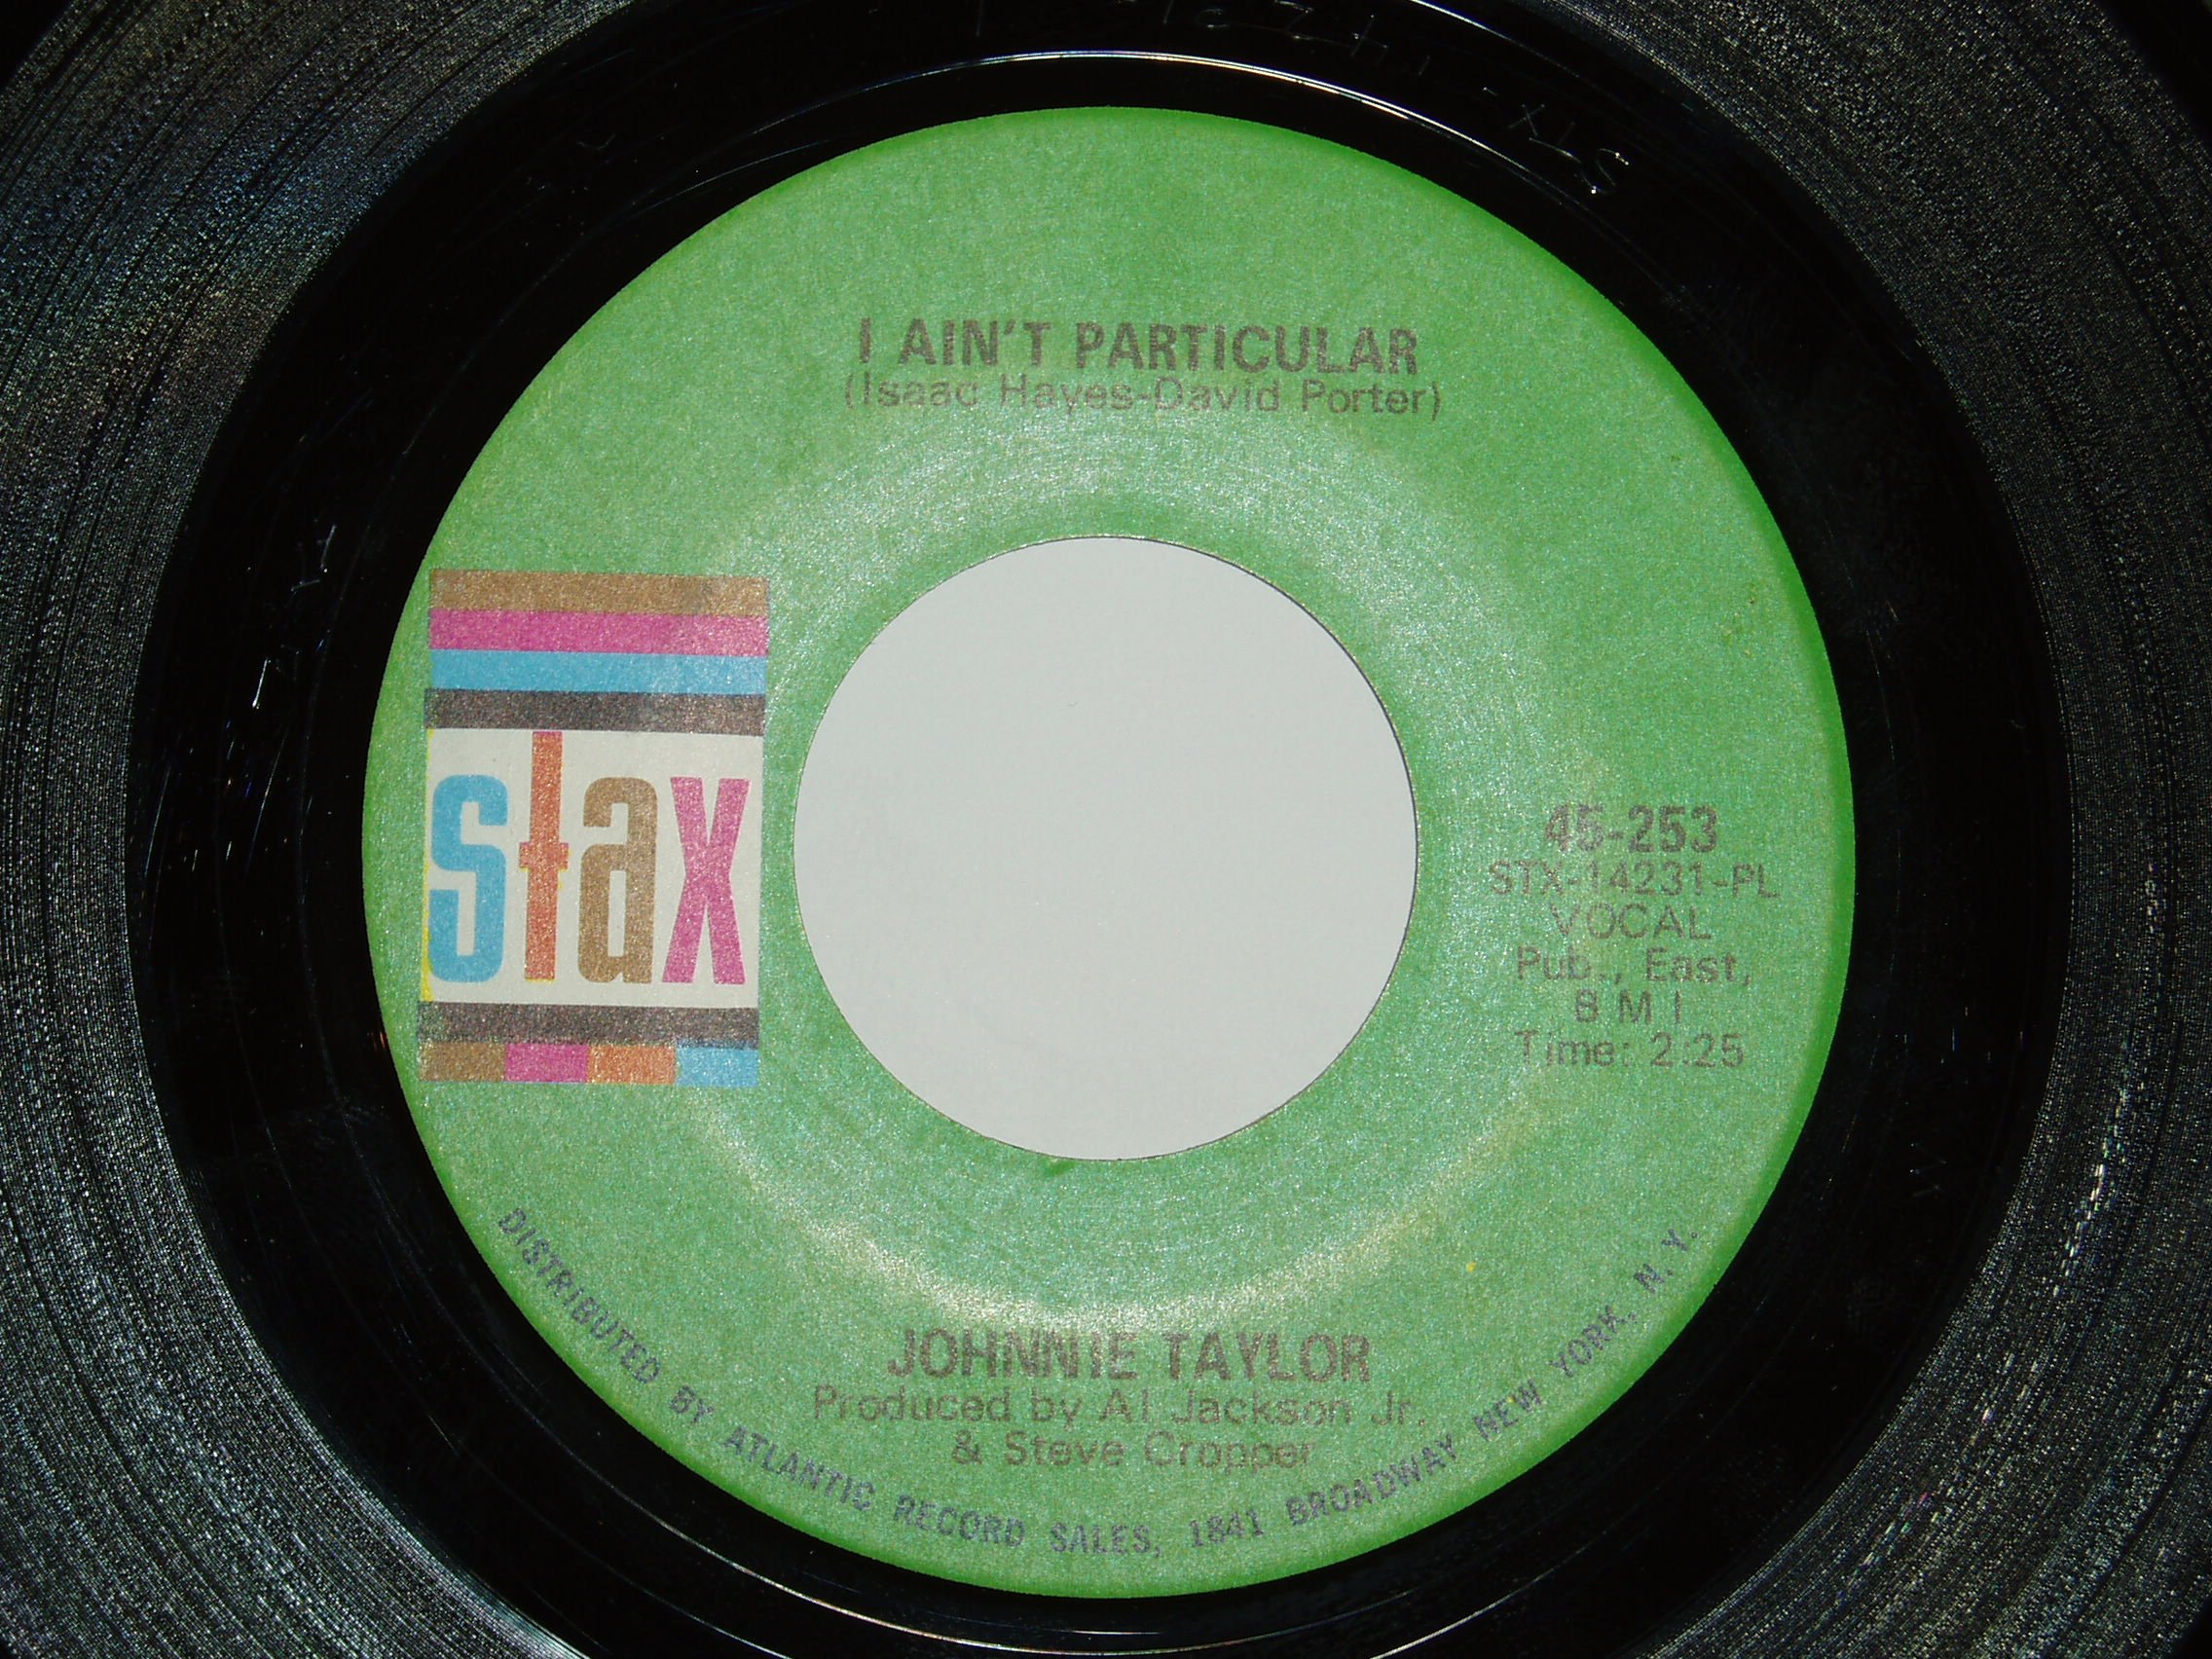 I AIN'T PARTICULAR
(Isaac Hayes-David Porter)
stax
45-253
STX-14231-PL
VOCAL
Pub., East,
B M I
Time: 2:25
JOHNNIE TAYLOR
Produced by Al Jackson Jr.
& Steve Cropper
DISTRIBUTED BY ATLANTIC RECORD SALES, 1841 BROADWAY NEW YORK, N.Y.